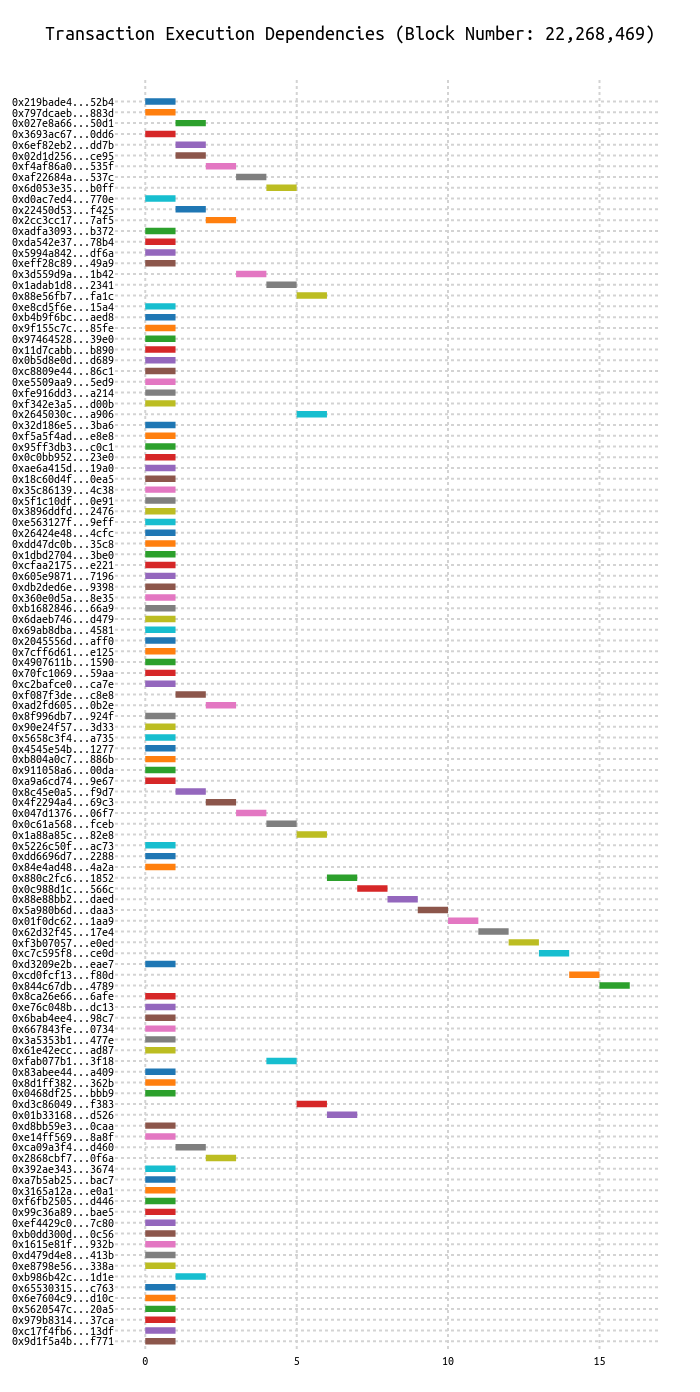 Transaction Execution Dependencies (Block Number: 22,268,469)
0x219bade4...52b4
0x797dcaeb...883d
0x027e8a66...50d1
0x3693ac67...0dd6
0x6ef82eb2...dd7b
0x02d1d256...ce95
0xf4af86a0...535f
0xaf22684a...537c
0x6d053e35...b0ff
0xd0ac7ed4...770e
0x22450d53...f425
0x2cc3cc17...7af5
0xadfa3093...b372
0xda542e37...78b4
0x5994a842...df6a
0xeff28c89...49a9
0x3d559d9a...1b42
0x1adab1d8...2341
0x88e56fb7...fa1c
0xe8cd5f6e...15a4
0xb4b9f6bc...aed8
0x9f155c7c...85fe
0x97464528...39e0
0x11d7cabb...b890
0x0b5d8e0d...d689
0xc8809e44...86c1
0xe5509aa9...5ed9
0xfe916dd3...a214
0xf342e3a5...d00b
0x2645030c...a906
0x32d186e5...3ba6
0xf5a5f4ad...e8e8
0x95ff3db3...c0c1
0x0c0bb952...23e0
0xae6a415d...19a0
0x18c60d4f...0ea5
0x35c86139...4c38
0x5f1c10df...0e91
0x3896ddfd...2476
0xe563127f...9eff
0x26424e48...4cfc
0xdd47dc0b...35c8
0x1dbd2704...3be0
0xcfaa2175...e221
0x605e9871...7196
0xdb2ded6e...9398
0x360e0d5a...8e35
0xb1682846...66a9
0x6daeb746...d479
0x69ab8dba...4581
0x2045556d...aff0
0x7cff6d61...e125
0x4907611b...1590
0x70fc1069...59aa
0xc2bafce0...ca7e
0xf087f3de...c8e8
0xad2fd605...0b2e
0x8f996db7...924f
0x90e24f57...3d33
0x5658c3f4...a735
0x4545e54b...1277
0xb804a0c7...886b
0x911058a6...00da
0xa9a6cd74...9e67
0x8c45e0a5...f9d7
0x4f2294a4...69c3
0x047d1376...06f7
0x0c61a568...fceb
0x1a88a85c...82e8
0x5226c50f...ac73
0xdd6696d7...2288
0x84e4ad48...4a2a
0x880c2fc6...1852
0x0c988d1c...566c
0x88e88bb2...daed
0x5a980b6d...daa3
0x01f0dc62...1aa9
0x62d32f45...17e4
0xf3b07057...e0ed
0xc7c595f8...ce0d
0xd3209e2b...eae7
0xcd0fcf13...f80d
0x844c67db...4789
0x8ca26e66...6afe
0xe76c048b...dc13
0x6bab4ee4...98c7
0x667843fe...0734
0x3a5353b1...477e
0x61e42ecc...ad87
0xfab077b1...3f18
0x83abee44...a409
0x8d1ff382...362b
0x0468df25...bbb9
0xd3c86049...f383
0x01b33168...d526
0xd8bb59e3...0caa
0xe14ff569...8a8f
0xca09a3f4...d460
0x2868cbf7...0f6a
0x392ae343...3674
0xa7b5ab25...bac7
0x3165a12a...e0a1
0xf6fb2505...d446
0x99c36a89...bae5
0xef4429c0...7c80
0xb0dd300d...0c56
0x1615e81f...932b
0xd479d4e8...413b
0xe8798e56...338a
0xb986b42c...1d1e
0x65530315...c763
0x6e7604c9...d10c
0x5620547c...20a5
0x979b8314...37ca
0xc17f4fb6...13df
0x9d1f5a4b...f771
0 5 10 15